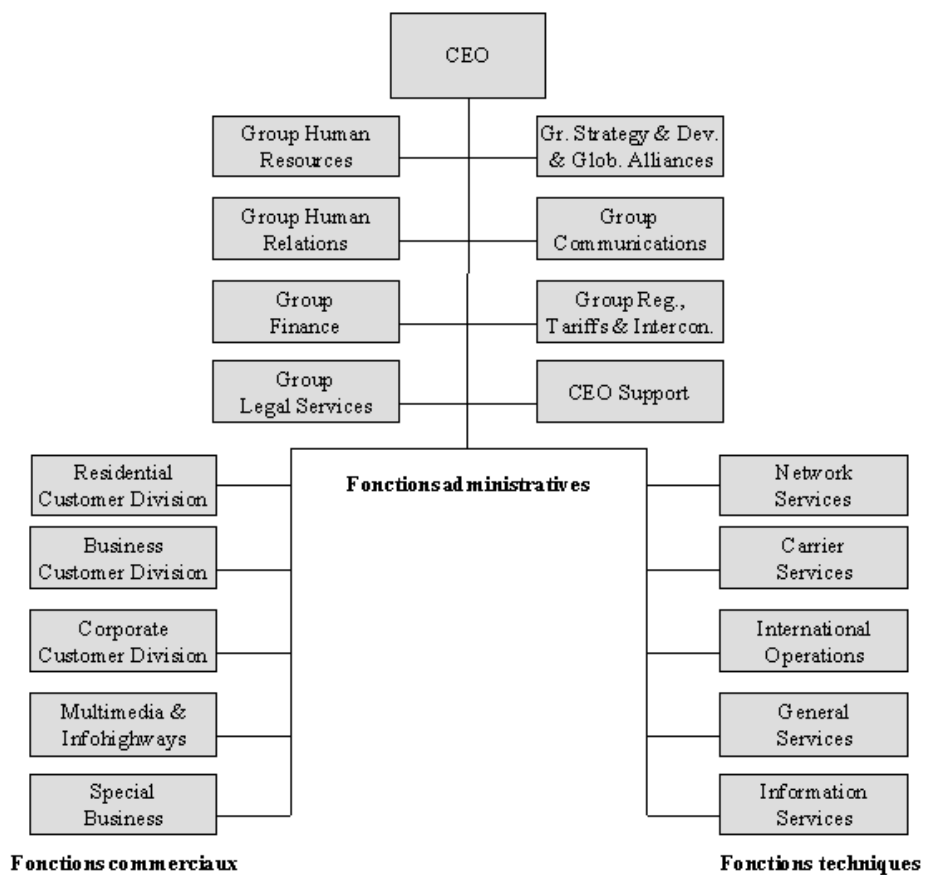 CEO
Group Human
Resources
Gr. Strategy & Dev.
& Glob. Alliances
Group Human
Relations
Group
Communications
Group
Finance
Group Reg.,
Tariffs & Intercon.
Group
Legal Services
CEO Support
Fonctions administratives
Residential
Customer Division
Business
Customer Division
Corporate
Customer Division
Multimedia &
Infohighways
Special
Business
Fonctions commerciaux
Network
Services
Carrier
Services
International
Operations
General
Services
Information
Services
Fonctions techniques